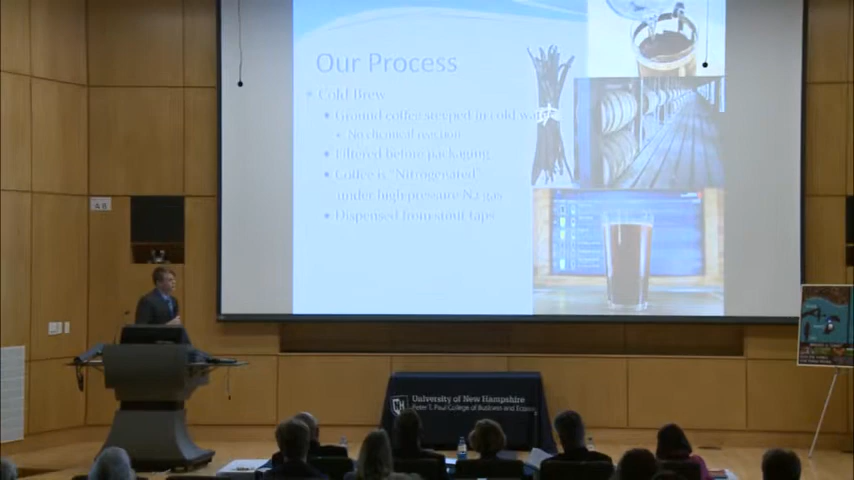 Our Process
Cold Brew
Ground coffee steeped in cold water
No chemical reaction
Filtered before packaging
Coffee is "Nitrogenated"
under high pressure N2 gas
Dispensed from stout taps
University of New Hampshire
Peter T. Paul College of Business and Econo